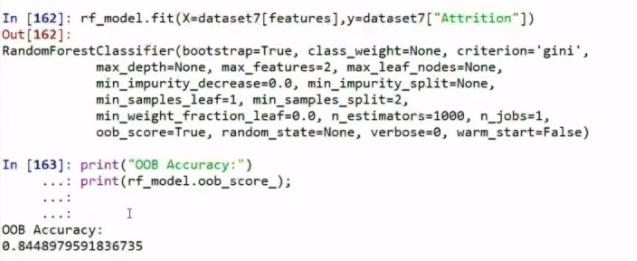 In [162]: rf_model.fit(X=dataset7[features],y=dataset7["Attrition"])
Out[162]:
RandomForestClassifier(bootstrap=True, class_weight=None, criterion='gini',
            max_depth=None, max_features=2, max_leaf_nodes=None,
            min_impurity_decrease=0.0, min_impurity_split=None,
            min_samples_leaf=1, min_samples_split=2,
            min_weight_fraction_leaf=0.0, n_estimators=1000, n_jobs=1,
            oob_score=True, random_state=None, verbose=0, warm_start=False)
In [163]: print("OOB Accuracy:")
     ...: print(rf_model.oob_score_);
     ...:
     ...:
OOB Accuracy:
0.8448979591836735